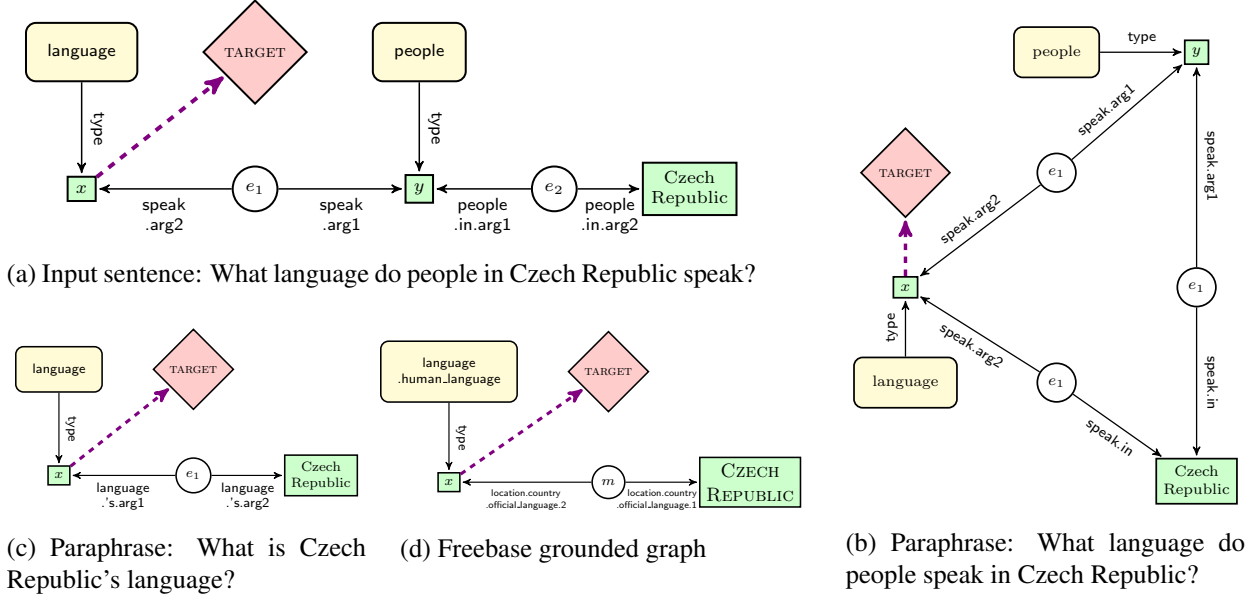 language
TARGET
people
type
type
x
e1
y
e2
Czech
Republic
speak
.arg2
speak
.arg1
people
.in.arg1
people
.in.arg2
(a) Input sentence: What language do people in Czech Republic speak?
language
TARGET
type
x
e1
Czech
Republic
language
.'s.arg1
language
.'s.arg2
(c) Paraphrase: What is Czech
Republic's language?
language
.human_language
TARGET
type
x
m
CZECH
REPUBLIC
location.country
.official_language.2
location.country
.official_language.1
(d) Freebase grounded graph
people
type
y
speak.arg1
e1
speak.arg2
TARGET
speak.arg1
x
e1
type
speak.arg2
language
e1
speak.in
speak.in
Czech
Republic
(b) Paraphrase: What language do
people speak in Czech Republic?